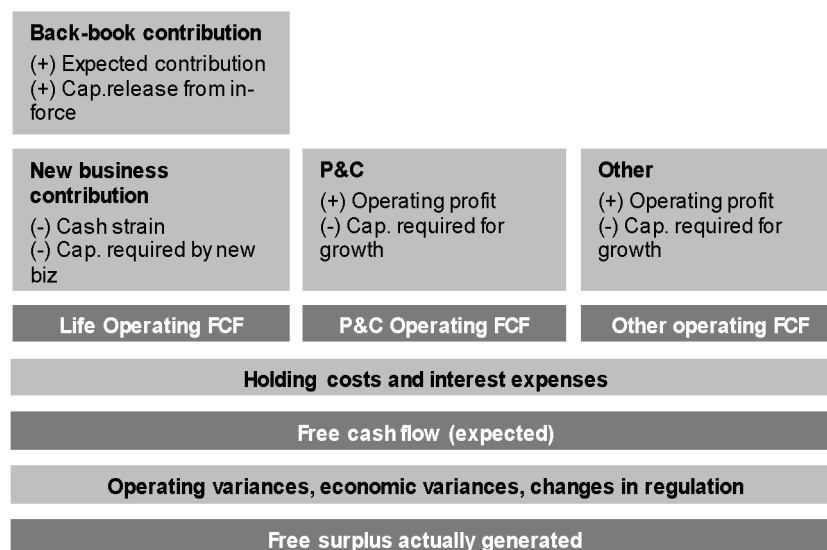 Back-book contribution
(+) Expected contribution
(+) Cap.release from in-
force
New business
contribution
(-) Cash strain
(-) Cap. required by new
biz
P&C
(+) Operating profit
(-) Cap. required for
growth
Other
(+) Operating profit
(-) Cap. required for
growth
Life Operating FCF
P&C Operating FCF
Other operating FCF
Holding costs and interest expenses
Free cash flow (expected)
Operating variances, economic variances, changes in regulation
Free surplus actually generated